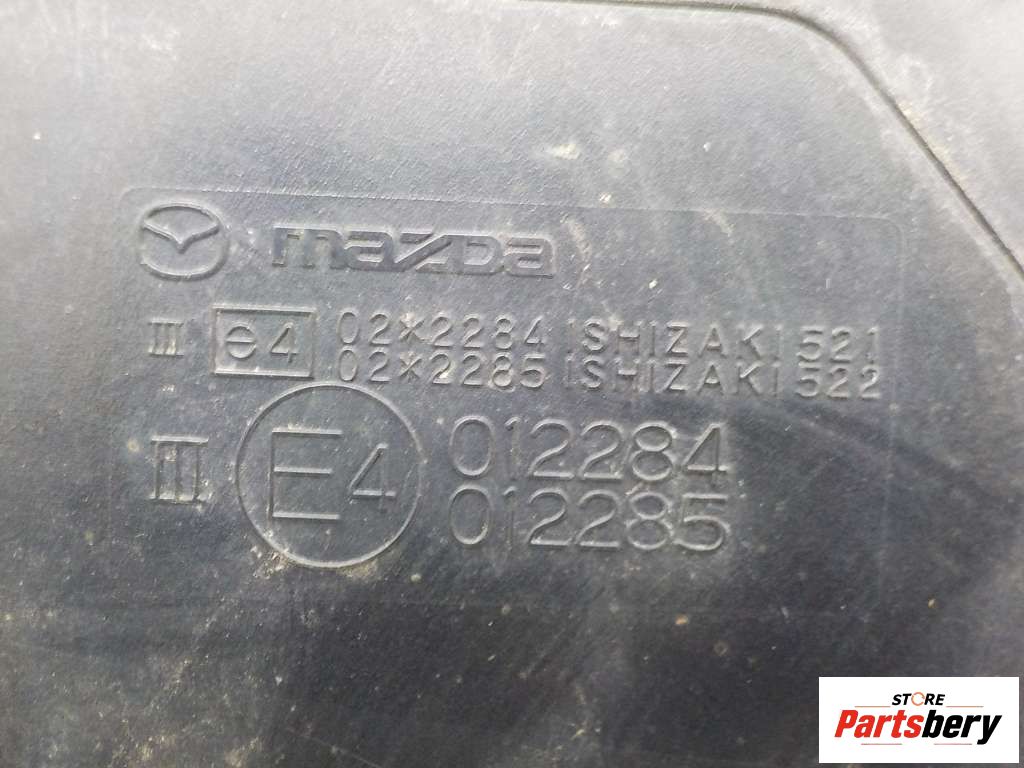 mazda
III e4 02*2284 ISHIZAKI 521
02*2285 ISHIZAKI 522
III E4 012284
012285
STORE
Partsbery